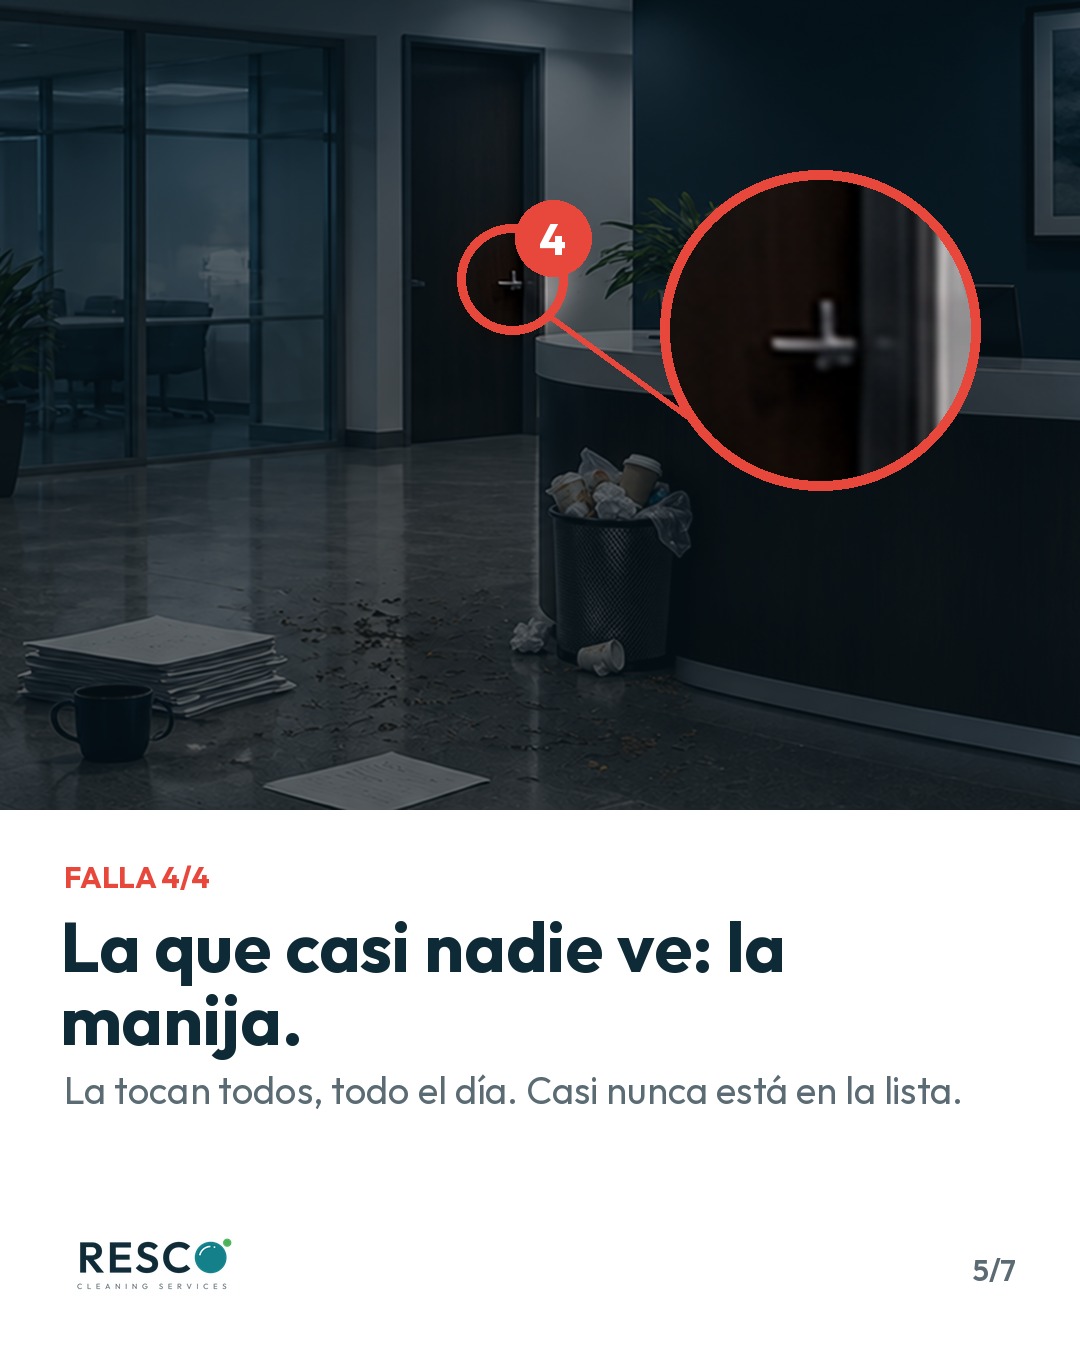 4
FALLA 4/4
La que casi nadie ve: la
manija.
La tocan todos, todo el día. Casi nunca está en la lista.
RESCO
CLEANING SERVICES
5/7